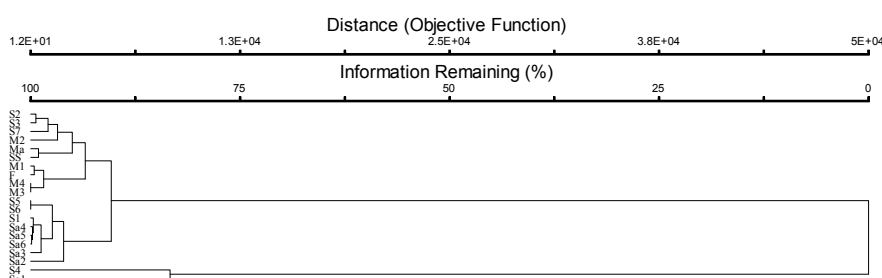 Distance (Objective Function)
1.2E+01 1.3E+04 2.5E+04 3.8E+04 5E+04
Information Remaining (%)
100 75 50 25 0
S2
S3
S7
M2
Ma
SS
M1
F
M4
M3
S5
S6
S1
Sa4
Sa5
Sa6
Sa3
Sa2
S4